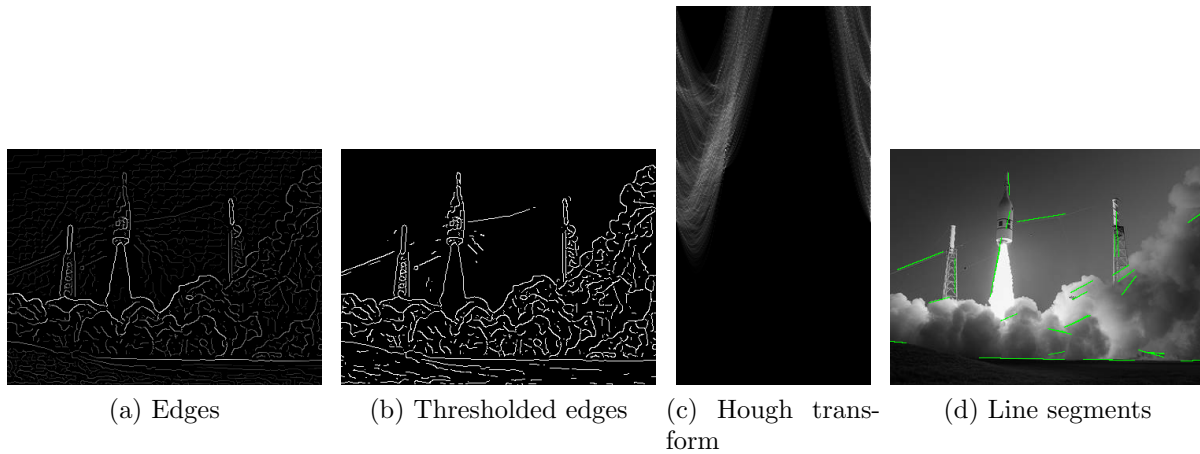 (a) Edges
(b) Thresholded edges
(c) Hough trans-
form
(d) Line segments